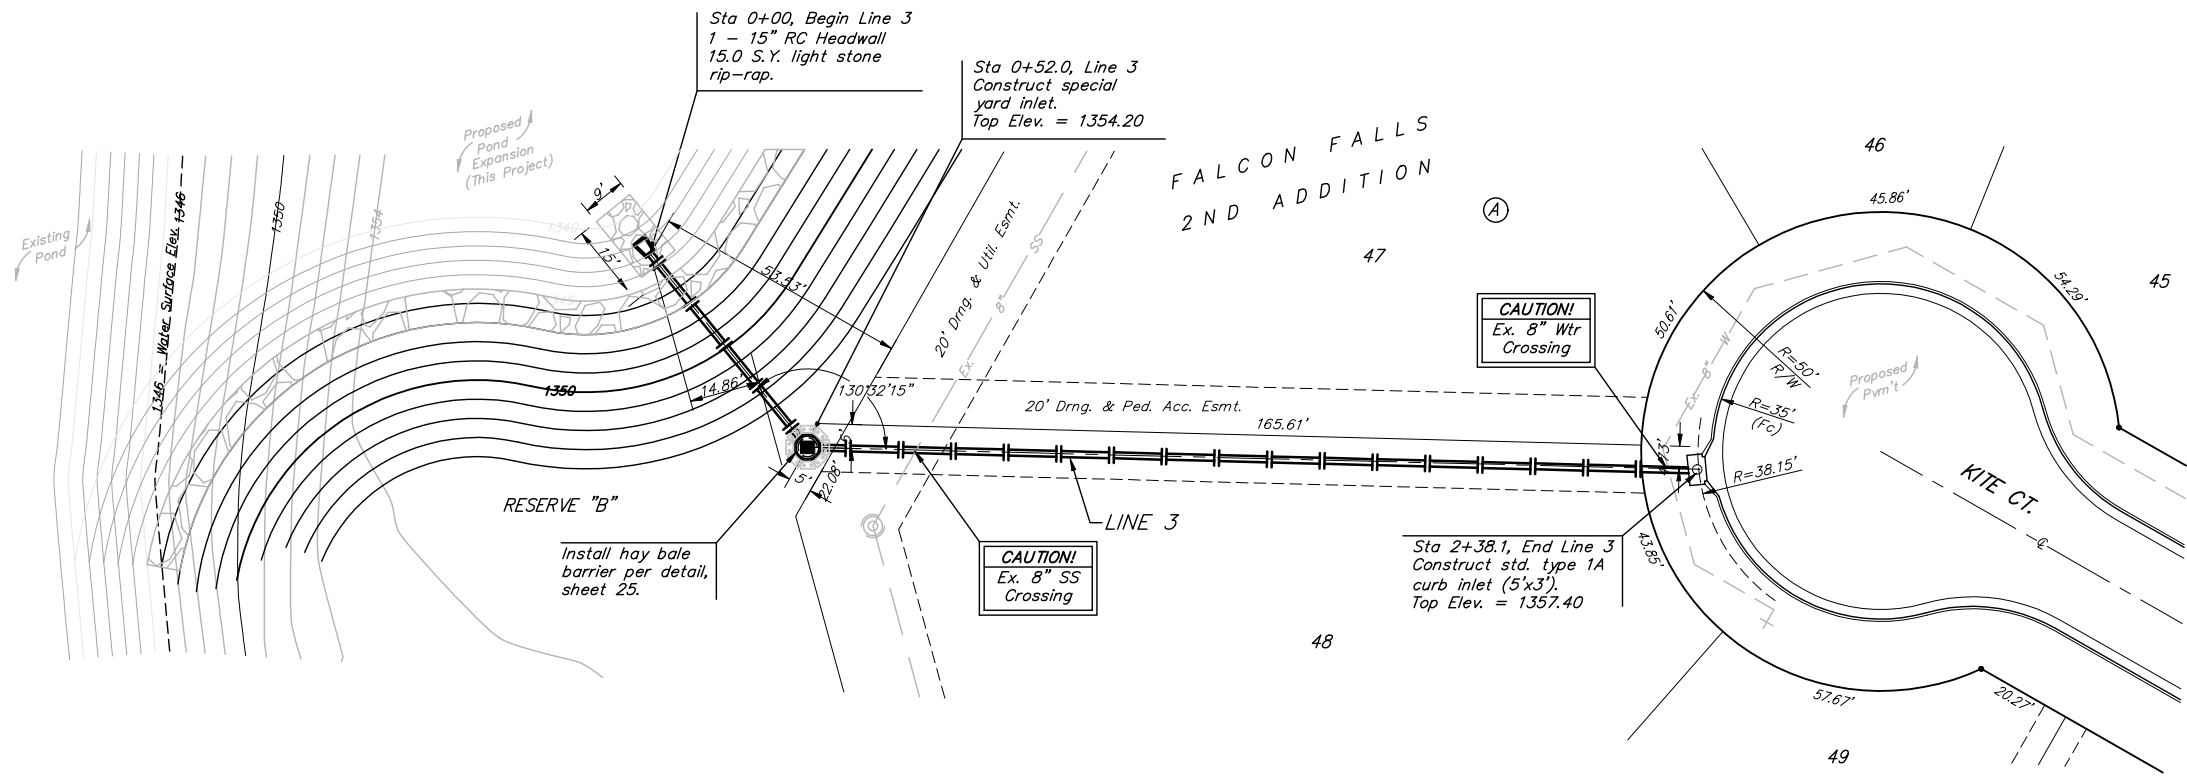 Sta 0+00, Begin Line 3
1 - 15" RC Headwall
15.0 S.Y. light stone
rip-rap.
Sta 0+52.0, Line 3
Construct special
yard inlet.
Top Elev. = 1354.20
Proposed
Pond
Expansion
(This Project)
Existing
Pond
1346 = Water Surface Elev. 1346
1350
1354
1340
9'
15'
53.53'
14.86'
1350
130°32'15"
20' Drng. & Util. Esmt.
Ex. 8" SS
FALCON FALLS
2ND ADDITION
A
46
45
47
48
49
45.86'
54.29'
50.61'
43.85'
57.67'
20.27'
CAUTION!
Ex. 8" Wtr
Crossing
Ex. 8" W
R=50'
R/W
R=35'
(Fc)
R=38.15'
Proposed
Pvm't
20' Drng. & Ped. Acc. Esmt.
165.61'
13'
5'
22.08'
RESERVE "B"
LINE 3
KITE CT.
℄
Install hay bale
barrier per detail,
sheet 25.
CAUTION!
Ex. 8" SS
Crossing
Sta 2+38.1, End Line 3
Construct std. type 1A
curb inlet (5'x3').
Top Elev. = 1357.40